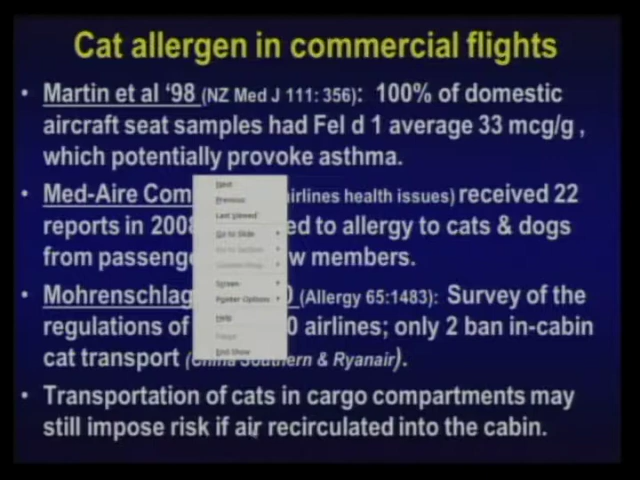 Cat allergen in commercial flights
• Martin et al ‘98 (NZ Med J 111: 356): 100% of domestic
aircraft seat samples had Fel d 1 average 33 mcg/g ,
which potentially provoke asthma.
• Med-Aire Com irlines health issues) received 22
reports in 2008 ed to allergy to cats & dogs
from passenge w members.
• Mohrenschlag 0 (Allergy 65:1483): Survey of the
regulations of 0 airlines; only 2 ban in-cabin
cat transport (China Southern & Ryanair).
• Transportation of cats in cargo compartments may
still impose risk if air recirculated into the cabin.
Next
Previous
Last Viewed
Go to Slide
Screen
Pointer Options
Help
Pause
End Show